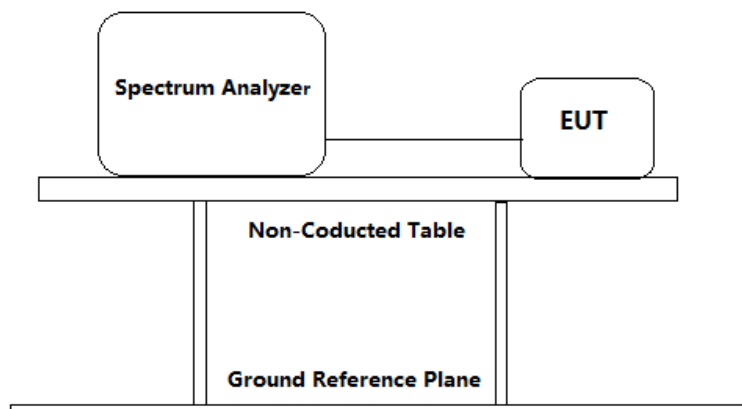 Spectrum Analyzer
EUT
Non-Coducted Table
Ground Reference Plane